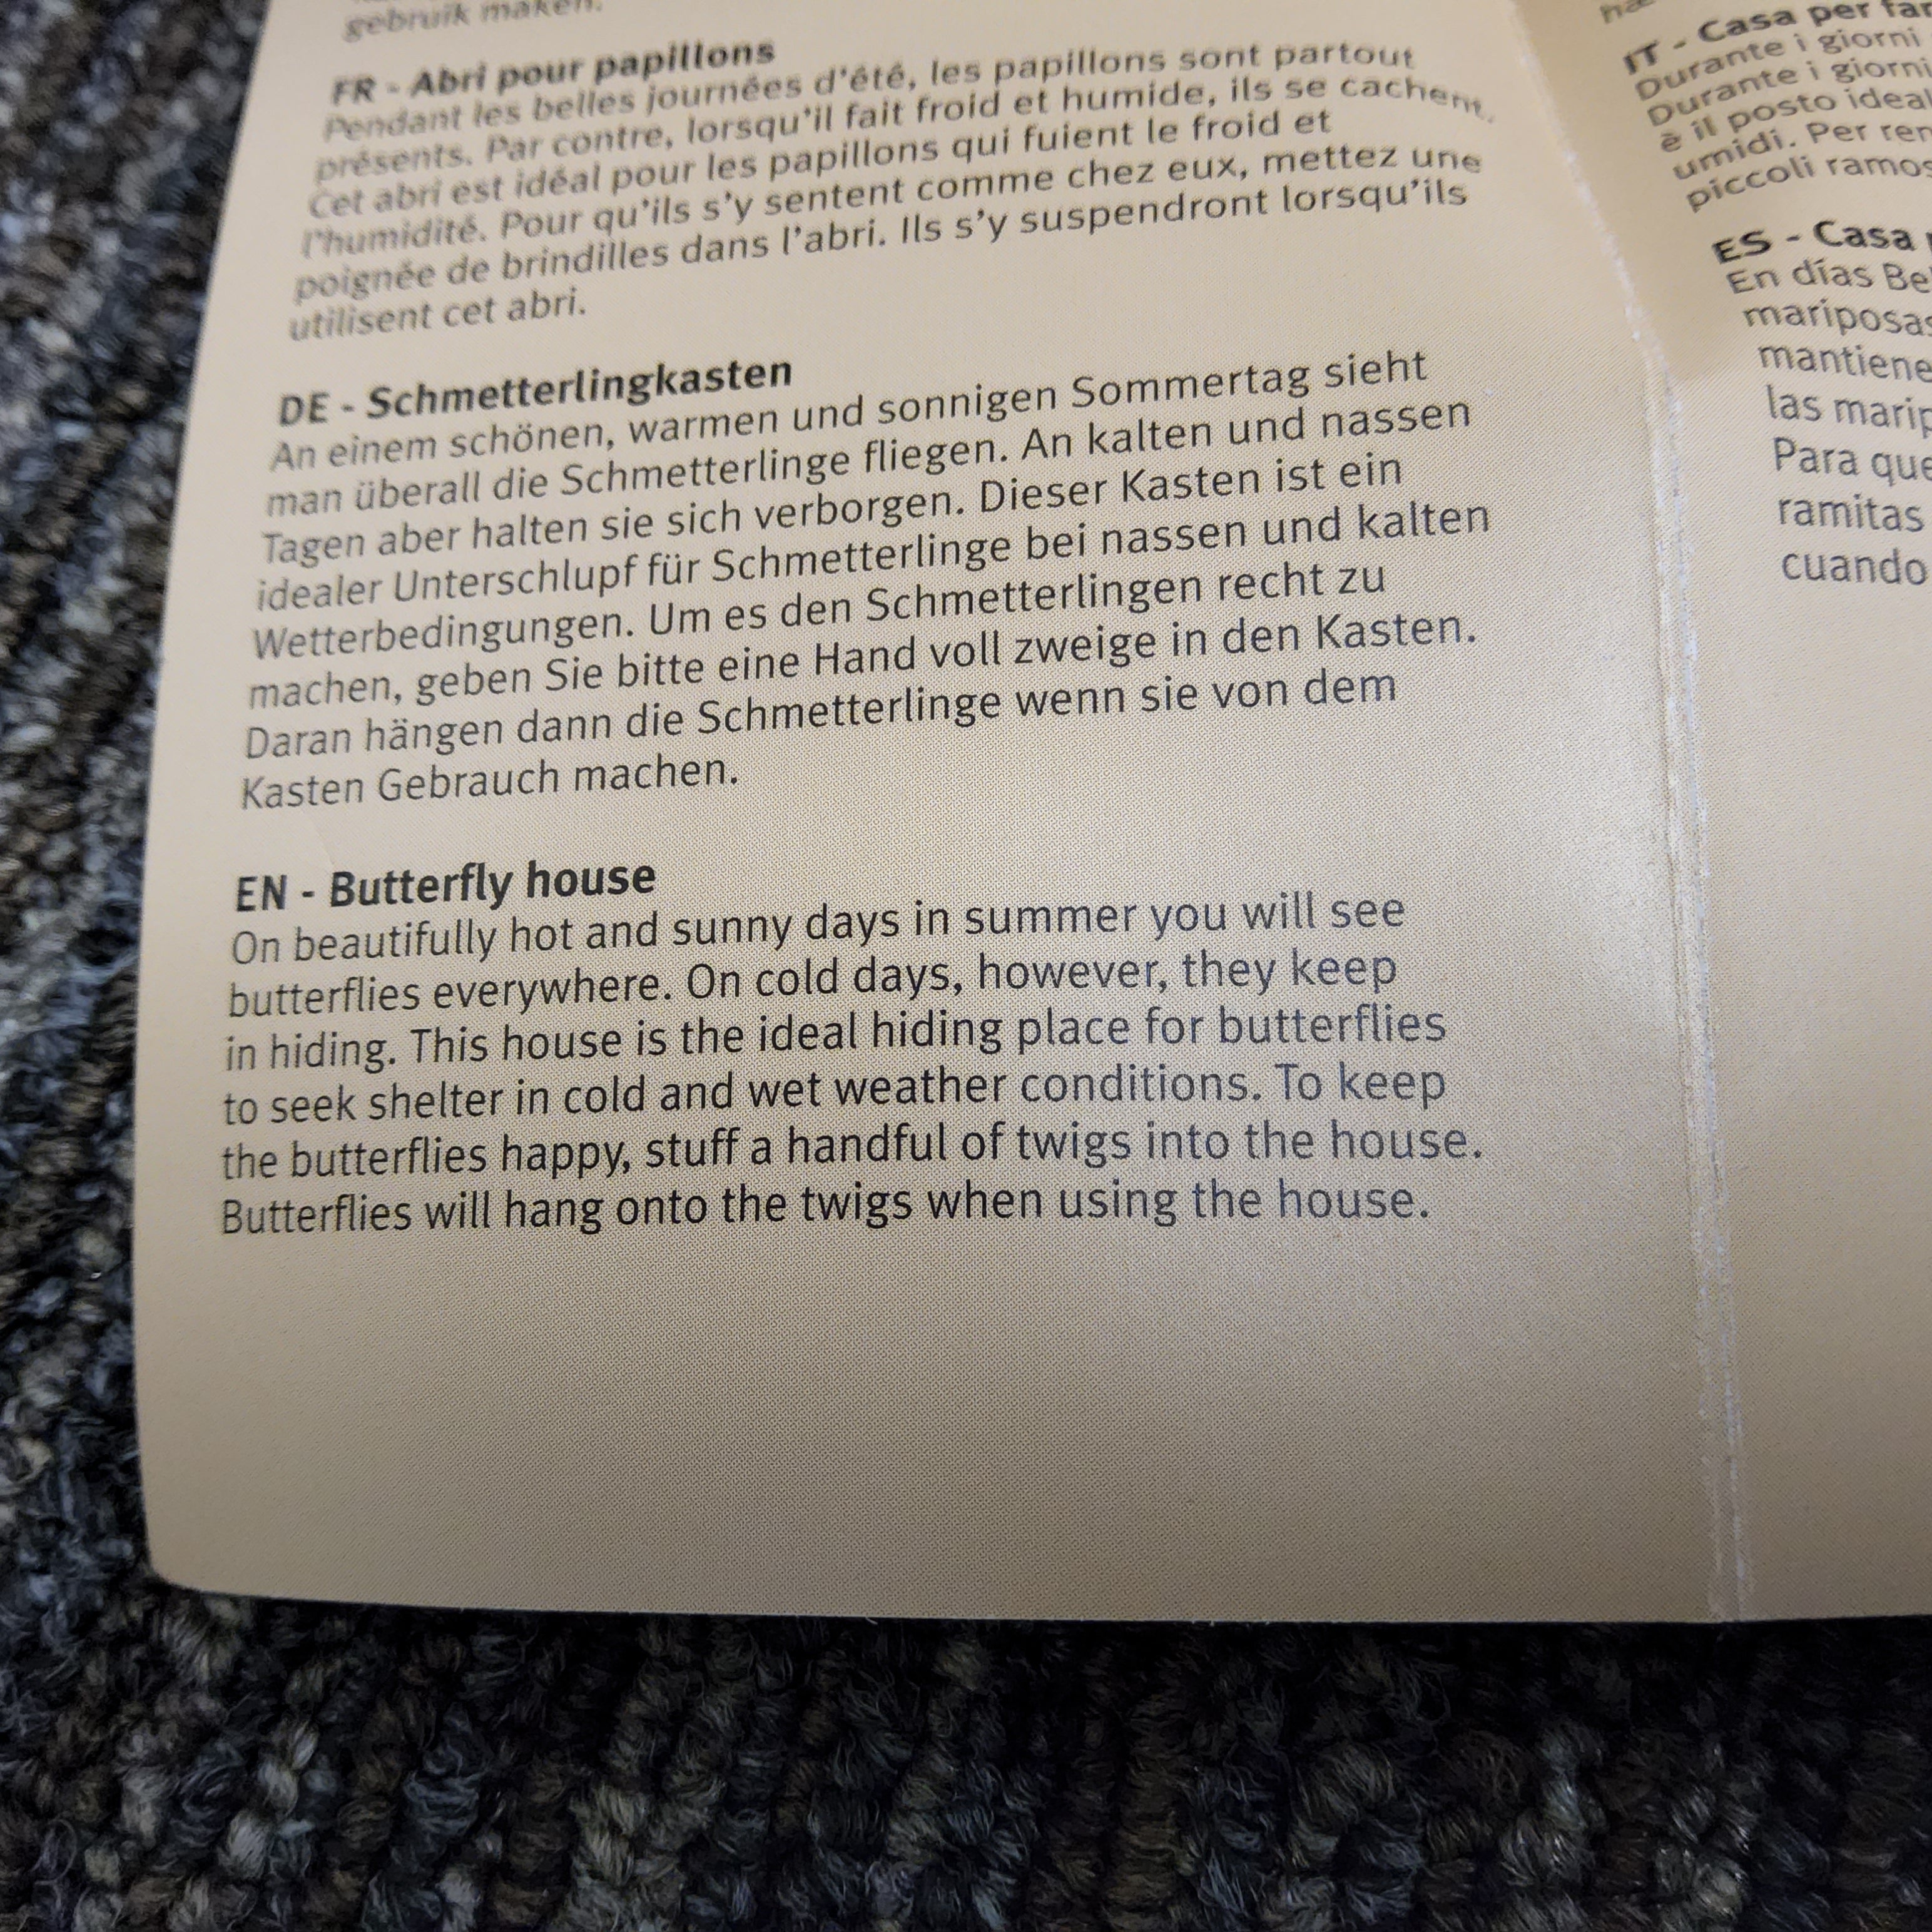 gebruik maken.
FR - Abri pour papillons
Pendant les belles journées d'été, les papillons sont partout
présents. Par contre, lorsqu'il fait froid et humide, ils se cachent.
Cet abri est idéal pour les papillons qui fuient le froid et
l'humidité. Pour qu'ils s'y sentent comme chez eux, mettez une
poignée de brindilles dans l'abri. Ils s'y suspendront lorsqu'ils
utilisent cet abri.
DE - Schmetterlingkasten
An einem schönen, warmen und sonnigen Sommertag sieht
man überall die Schmetterlinge fliegen. An kalten und nassen
Tagen aber halten sie sich verborgen. Dieser Kasten ist ein
idealer Unterschlupf für Schmetterlinge bei nassen und kalten
Wetterbedingungen. Um es den Schmetterlingen recht zu
machen, geben Sie bitte eine Hand voll zweige in den Kasten.
Daran hängen dann die Schmetterlinge wenn sie von dem
Kasten Gebrauch machen.
EN - Butterfly house
On beautifully hot and sunny days in summer you will see
butterflies everywhere. On cold days, however, they keep
in hiding. This house is the ideal hiding place for butterflies
to seek shelter in cold and wet weather conditions. To keep
the butterflies happy, stuff a handful of twigs into the house.
Butterflies will hang onto the twigs when using the house.
IT - Casa per
Durante i giorni
Durante i giorni
è il posto
umidi. Per
piccoli
ES - Casa
En días
mantiene
las
Para que
ramitas
cuando